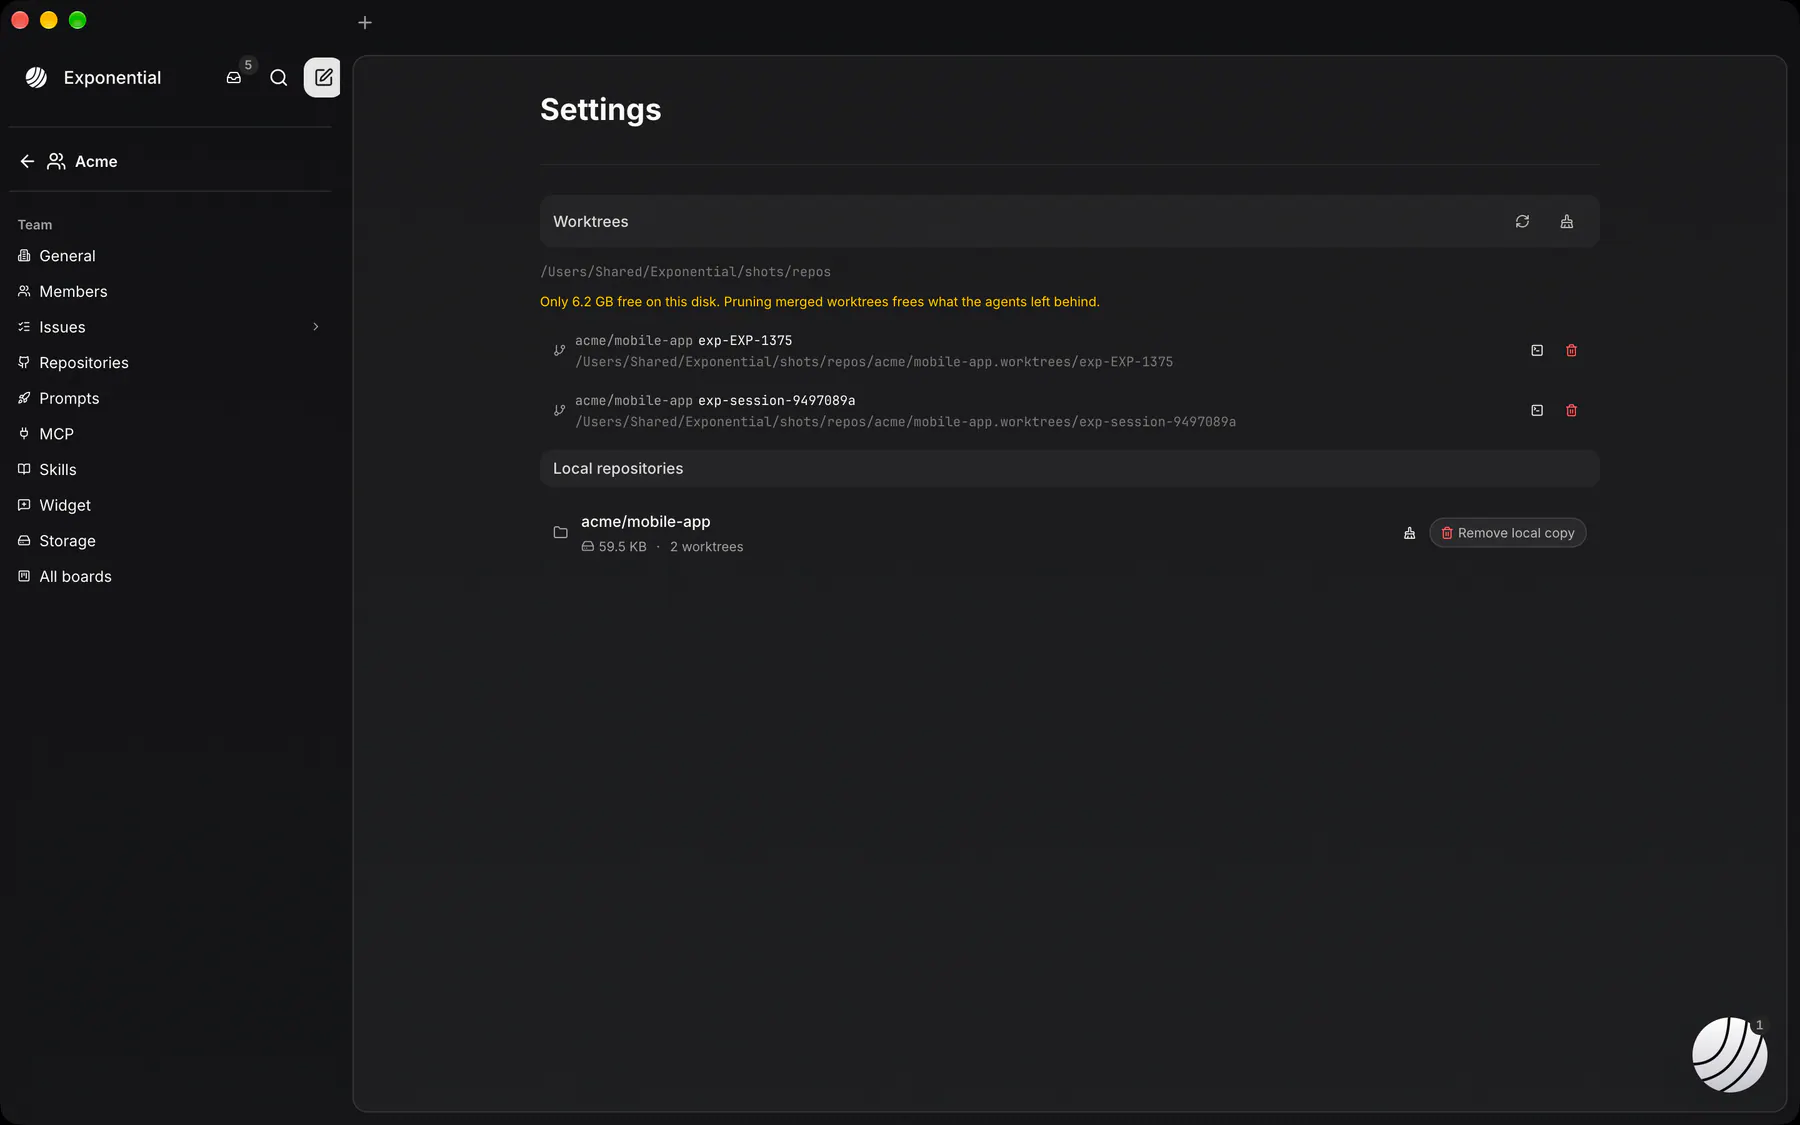 Exponential
5
Acme
Team
General
Members
Issues
Repositories
Prompts
MCP
Skills
Widget
Storage
All boards
Settings
Worktrees
/Users/Shared/Exponential/shots/repos
Only 6.2 GB free on this disk. Pruning merged worktrees frees what the agents left behind.
acme/mobile-app exp-EXP-1375
/Users/Shared/Exponential/shots/repos/acme/mobile-app.worktrees/exp-EXP-1375
acme/mobile-app exp-session-9497089a
/Users/Shared/Exponential/shots/repos/acme/mobile-app.worktrees/exp-session-9497089a
Local repositories
acme/mobile-app
59.5 KB · 2 worktrees
Remove local copy
1